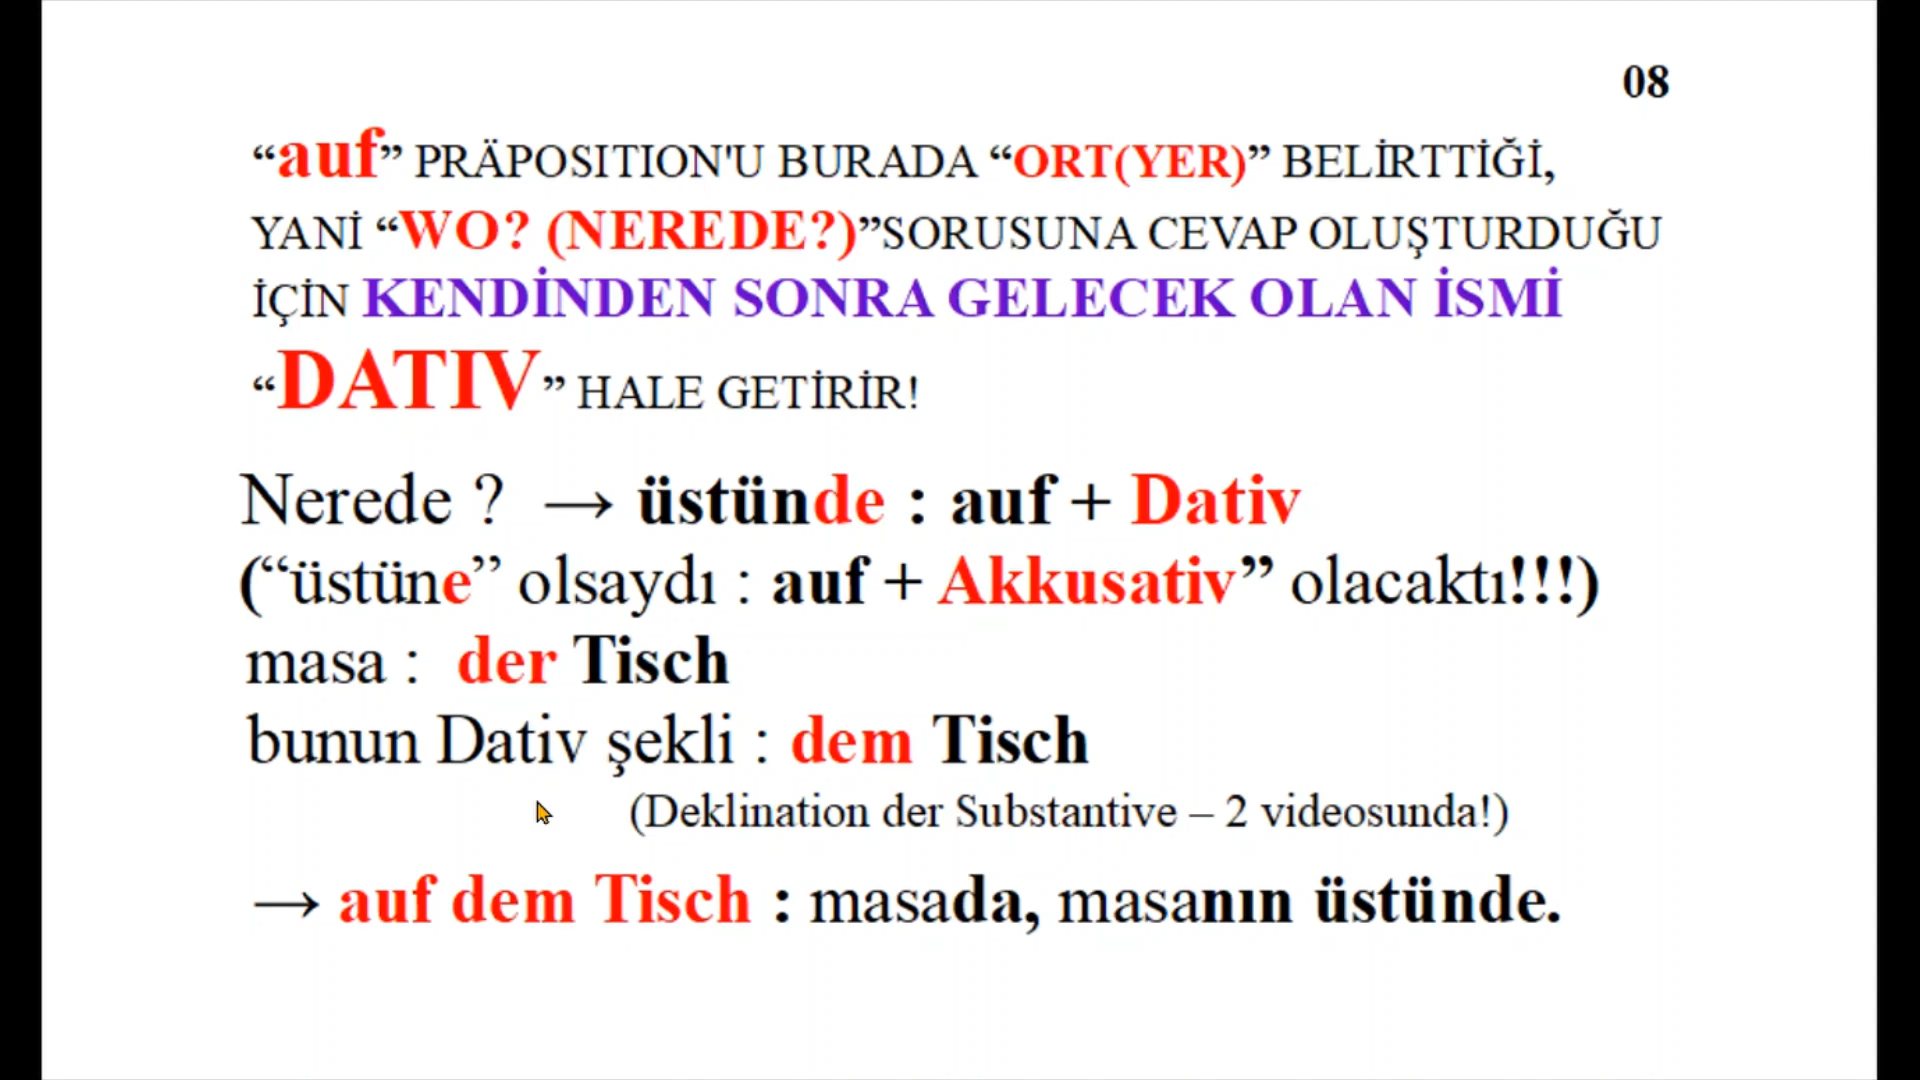 08
“auf” PRÄPOSITION'U BURADA “ORT(YER)” BELİRTTİĞİ,
YANİ “WO? (NEREDE?)”SORUSUNA CEVAP OLUŞTURDUĞU
İÇİN KENDİNDEN SONRA GELECEK OLAN İSMİ
“DATIV” HALE GETİRİR!
Nerede ? → üstünde : auf + Dativ
(“üstüne” olsaydı : auf + Akkusativ” olacaktı!!!)
masa : der Tisch
bunun Dativ şekli : dem Tisch
(Deklination der Substantive – 2 videosunda!)
→ auf dem Tisch : masada, masanın üstünde.